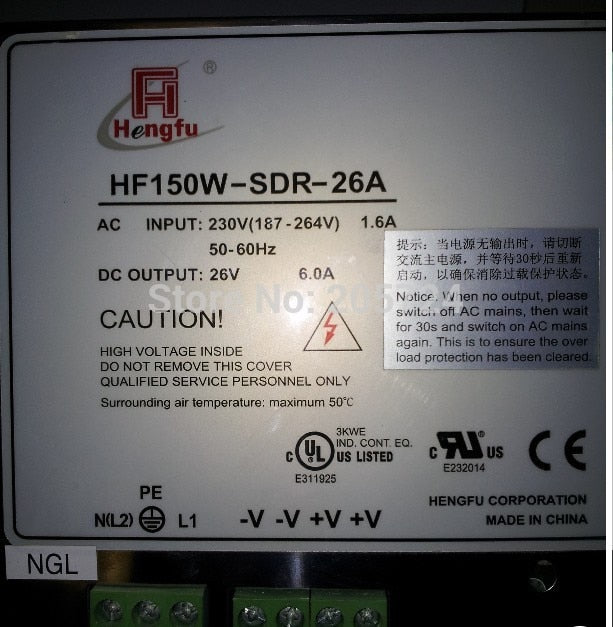 ®
FH
Hengfu
HF150W-SDR-26A
AC INPUT: 230V(187-264V) 1.6A
50-60Hz
DC OUTPUT: 26V 6.0A
提示：当电源无输出时，请切断
交流主电源，并等待30秒后重新
启动，以确保消除过载保护状态。
Notice. When no output, please
switch off AC mains, then wait
for 30s and switch on AC mains
again. This is to ensure the over
load protection has been cleared.
Store No: 206
CAUTION!
HIGH VOLTAGE INSIDE
DO NOT REMOVE THIS COVER
QUALIFIED SERVICE PERSONNEL ONLY
Surrounding air temperature: maximum 50℃
3KWE
IND. CONT. EQ.
C UL US LISTED
E311925
c RU US
E232014
CE
HENGFU CORPORATION
MADE IN CHINA
PE
N(L2) L1 -V -V +V +V
NGL